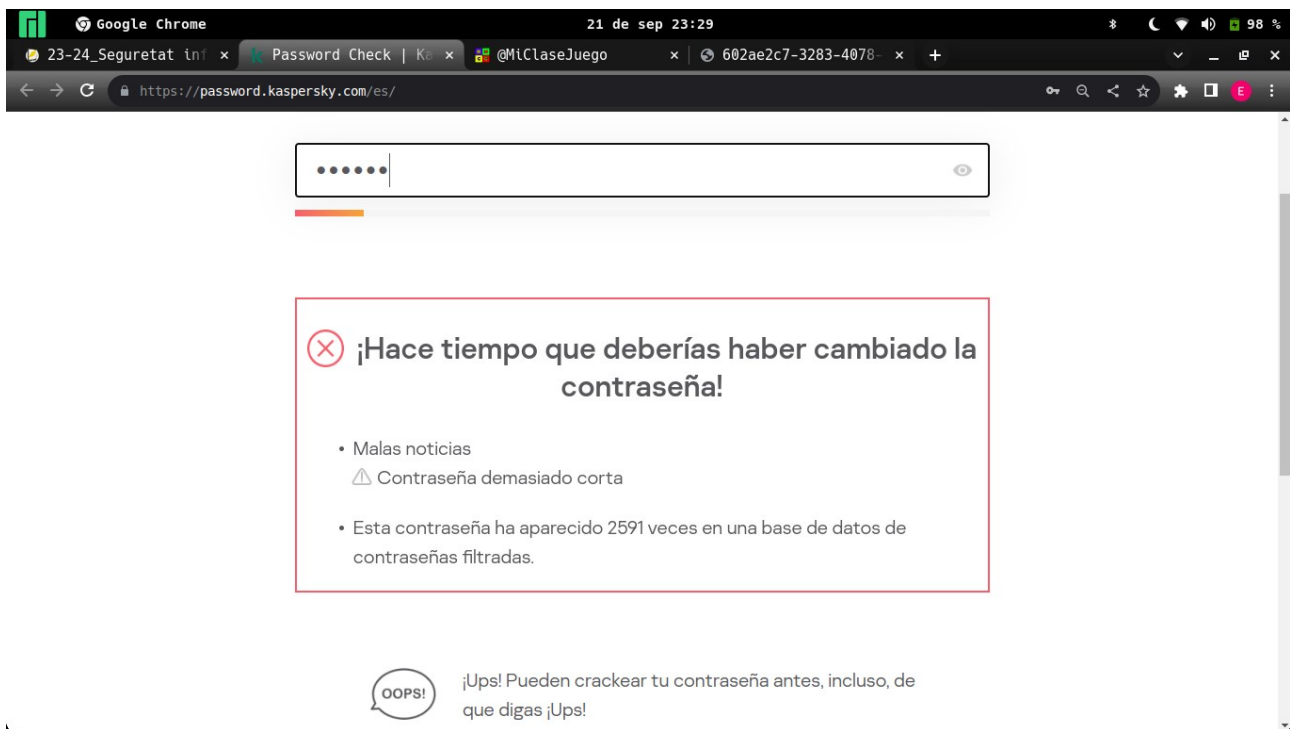 Google Chrome 21 de sep 23:29 98 %
23-24_Seguretat inf Password Check | Ka @MiClaseJuego 602ae2c7-3283-4078-
https://password.kaspersky.com/es/ E
••••••
¡Hace tiempo que deberías haber cambiado la
contraseña!
• Malas noticias
Contraseña demasiado corta
• Esta contraseña ha aparecido 2591 veces en una base de datos de
contraseñas filtradas.
OOPS!
¡Ups! Pueden crackear tu contraseña antes, incluso, de
que digas ¡Ups!